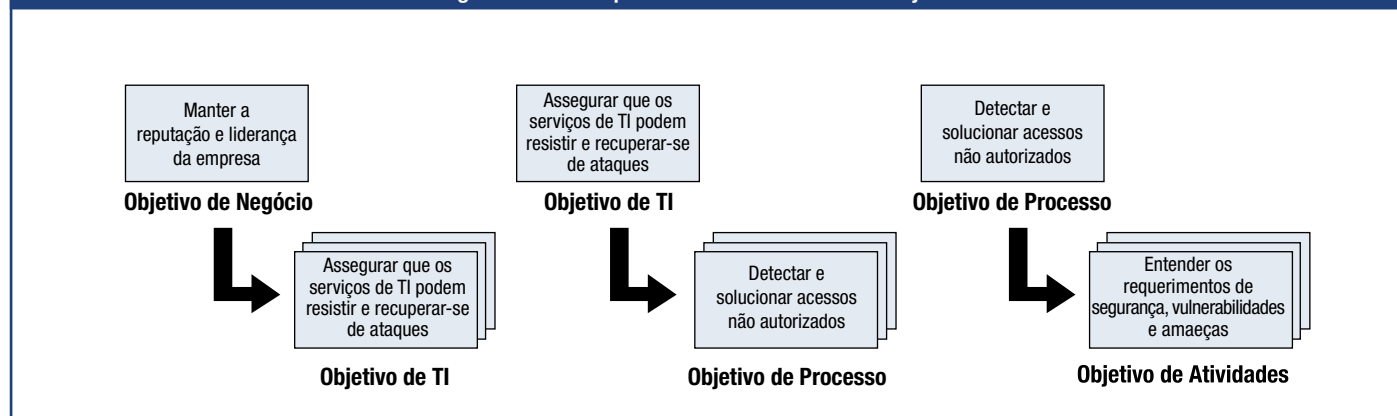 Manter a
reputação e liderança
da empresa
Objetivo de Negócio
Assegurar que os
serviços de TI podem
resistir e recuperar-se
de ataques
Objetivo de TI
Assegurar que os
serviços de TI podem
resistir e recuperar-se
de ataques
Objetivo de TI
Detectar e
solucionar acessos
não autorizados
Objetivo de Processo
Detectar e
solucionar acessos
não autorizados
Objetivo de Processo
Entender os
requerimentos de
segurança, vulnerabilidades
e amaeças
Objetivo de Atividades